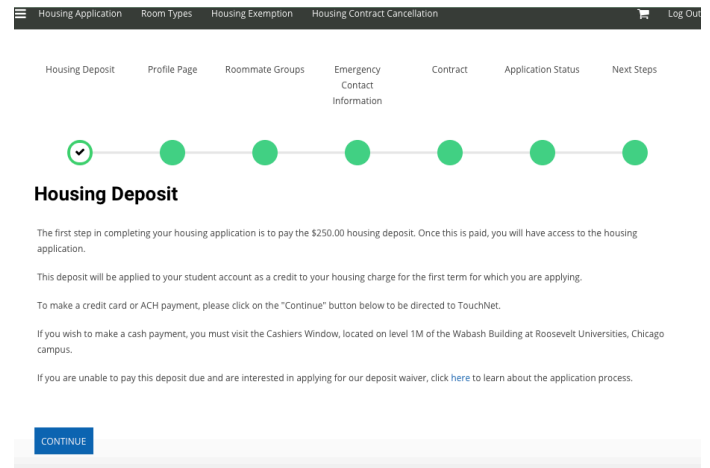 Housing Application Room Types Housing Exemption Housing Contract Cancellation Log Out
Housing Deposit Profile Page Roommate Groups Emergency Contract Application Status Next Steps
Contact
Information
Housing Deposit
The first step in completing your housing application is to pay the $250.00 housing deposit. Once this is paid, you will have access to the housing
application.
This deposit will be applied to your student account as a credit to your housing charge for the first term for which you are applying.
To make a credit card or ACH payment, please click on the "Continue" button below to be directed to TouchNet.
If you wish to make a cash payment, you must visit the Cashiers Window, located on level 1M of the Wabash Building at Roosevelt Universities, Chicago
campus.
If you are unable to pay this deposit due and are interested in applying for our deposit waiver, click here to learn about the application process.
CONTINUE